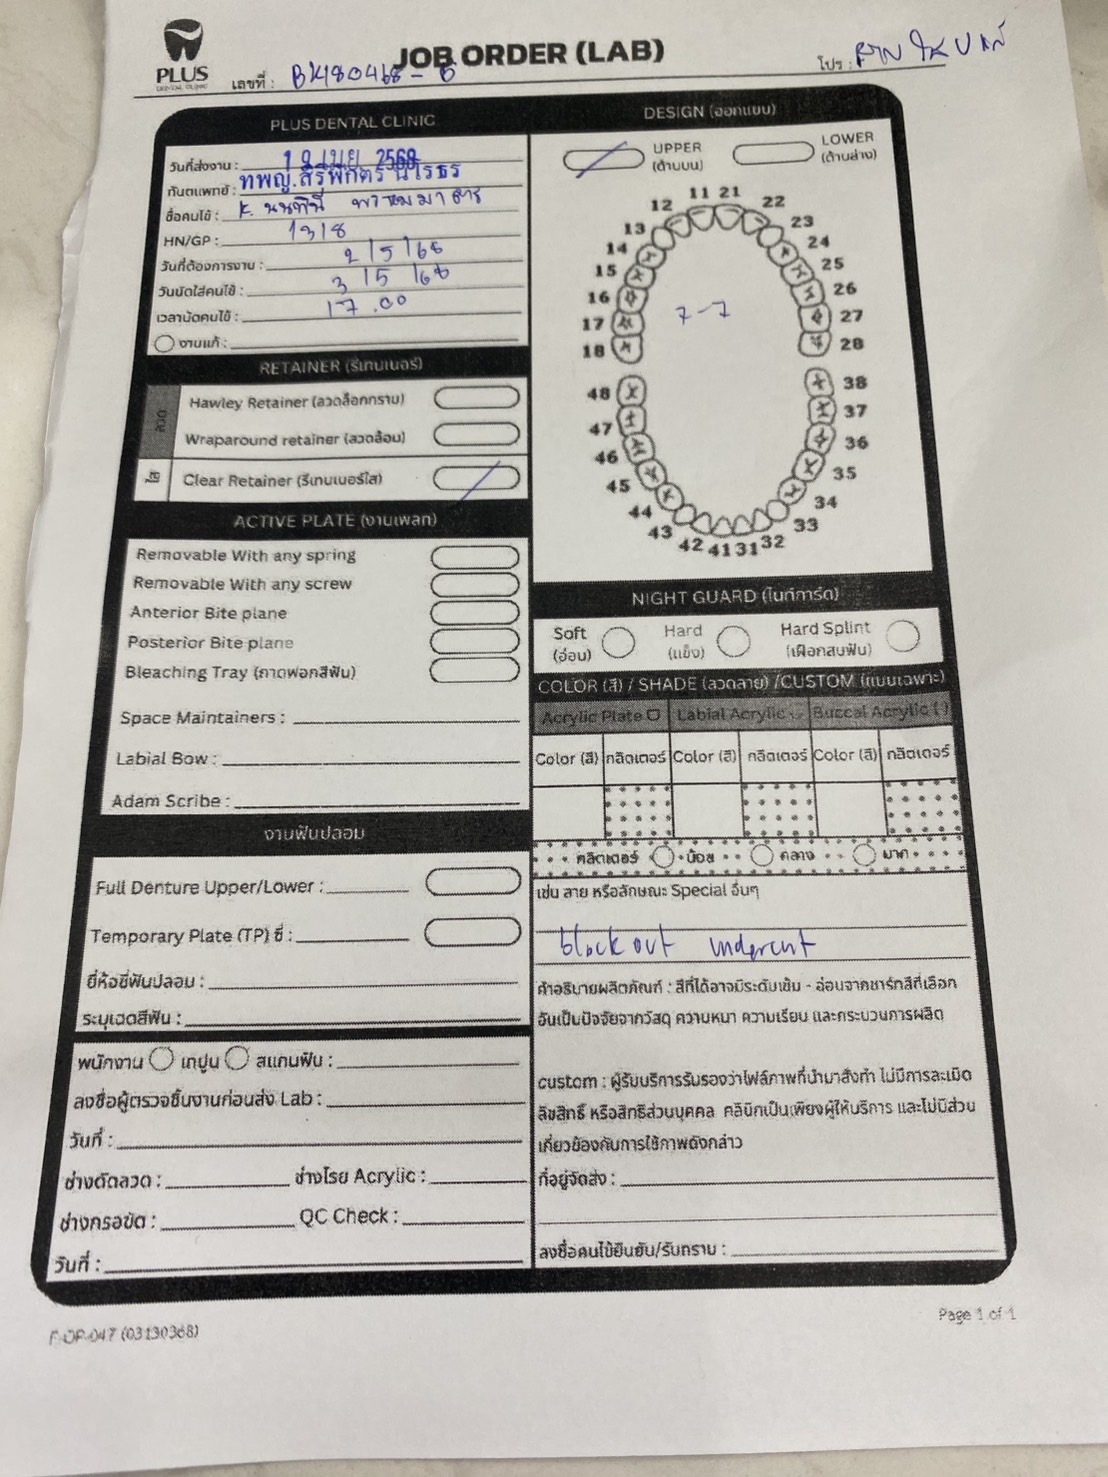 PLUS
DENTAL CLINIC
JOB ORDER (LAB)
เลขที่ : BK180468-6
โปร :
PLUS DENTAL CLINIC
วันที่ส่งงาน : 19 เมย 2568
ทันตแพทย์ : ทพญ.สิริพักตร์
ชื่อคนไข้ : K. นนทินี
HN/GP : 1318
วันที่ต้องการงาน : 2/5/68
วันนัดใส่คนไข้ : 3/5/68
เวลานัดคนไข้ : 17.00
งานแก้ :
RETAINER (รีเทนเนอร์)
ลวด
Hawley Retainer (ลวดล็อกกราม)
Wraparound retainer (ลวดล้อม)
ใส
Clear Retainer (รีเทนเนอร์ใส)
ACTIVE PLATE (งานเพลท)
Removable With any spring
Removable With any screw
Anterior Bite plane
Posterior Bite plane
Bleaching Tray (ถาดฟอกสีฟัน)
Space Maintainers :
Labial Bow :
Adam Scribe :
งานฟันปลอม
Full Denture Upper/Lower :
Temporary Plate (TP) ซี่ :
ยี่ห้อซี่ฟันปลอม :
ระบุเฉดสีฟัน :
พนักงาน เทปูน สแกนฟัน :
ลงชื่อผู้ตรวจชิ้นงานก่อนส่ง Lab :
วันที่ :
ช่างดัดลวด : ช่างโรย Acrylic :
ช่างกรอขัด : QC Check :
วันที่ :
DESIGN (ออกแบบ)
UPPER
(ด้านบน)
LOWER
(ด้านล่าง)
11 21
12 22
13 23
14 24
15 25
16 26
17 27
18 28
7-7
48 38
47 37
46 36
45 35
44 34
43 33
42 41 31 32
NIGHT GUARD (ไนท์การ์ด)
Soft
(อ่อน)
Hard
(แข็ง)
Hard Splint
(เฝือกสบฟัน)
COLOR (สี) / SHADE (ลวดลาย) /CUSTOM (แบบเฉพาะ)
Acrylic Plate Labial Acrylic Buccal Acrylic ( )
Color (สี) กลิตเตอร์ Color (สี) กลิตเตอร์ Color (สี) กลิตเตอร์
กลิตเตอร์ น้อย กลาง มาก
เช่น ลาย หรือลักษณะ Special อื่นๆ
block out undercut
คำอธิบายผลิตภัณฑ์ : สีที่ได้อาจมีระดับเข้ม - อ่อนจากชาร์ทสีที่เลือก
อันเป็นปัจจัยจากวัสดุ ความหนา ความเรียบ และกระบวนการผลิต
custom : ผู้รับบริการรับรองว่าไฟล์ภาพที่นำมาสั่งทำ ไม่มีการละเมิด
ลิขสิทธิ์ หรือสิทธิส่วนบุคคล คลินิกเป็นเพียงผู้ให้บริการ และไม่มีส่วน
เกี่ยวข้องกับการใช้ภาพดังกล่าว
ที่อยู่จัดส่ง :
ลงชื่อคนไข้ยืนยัน/รับทราบ :
F-OP-047 (03130368)
Page 1 of 1